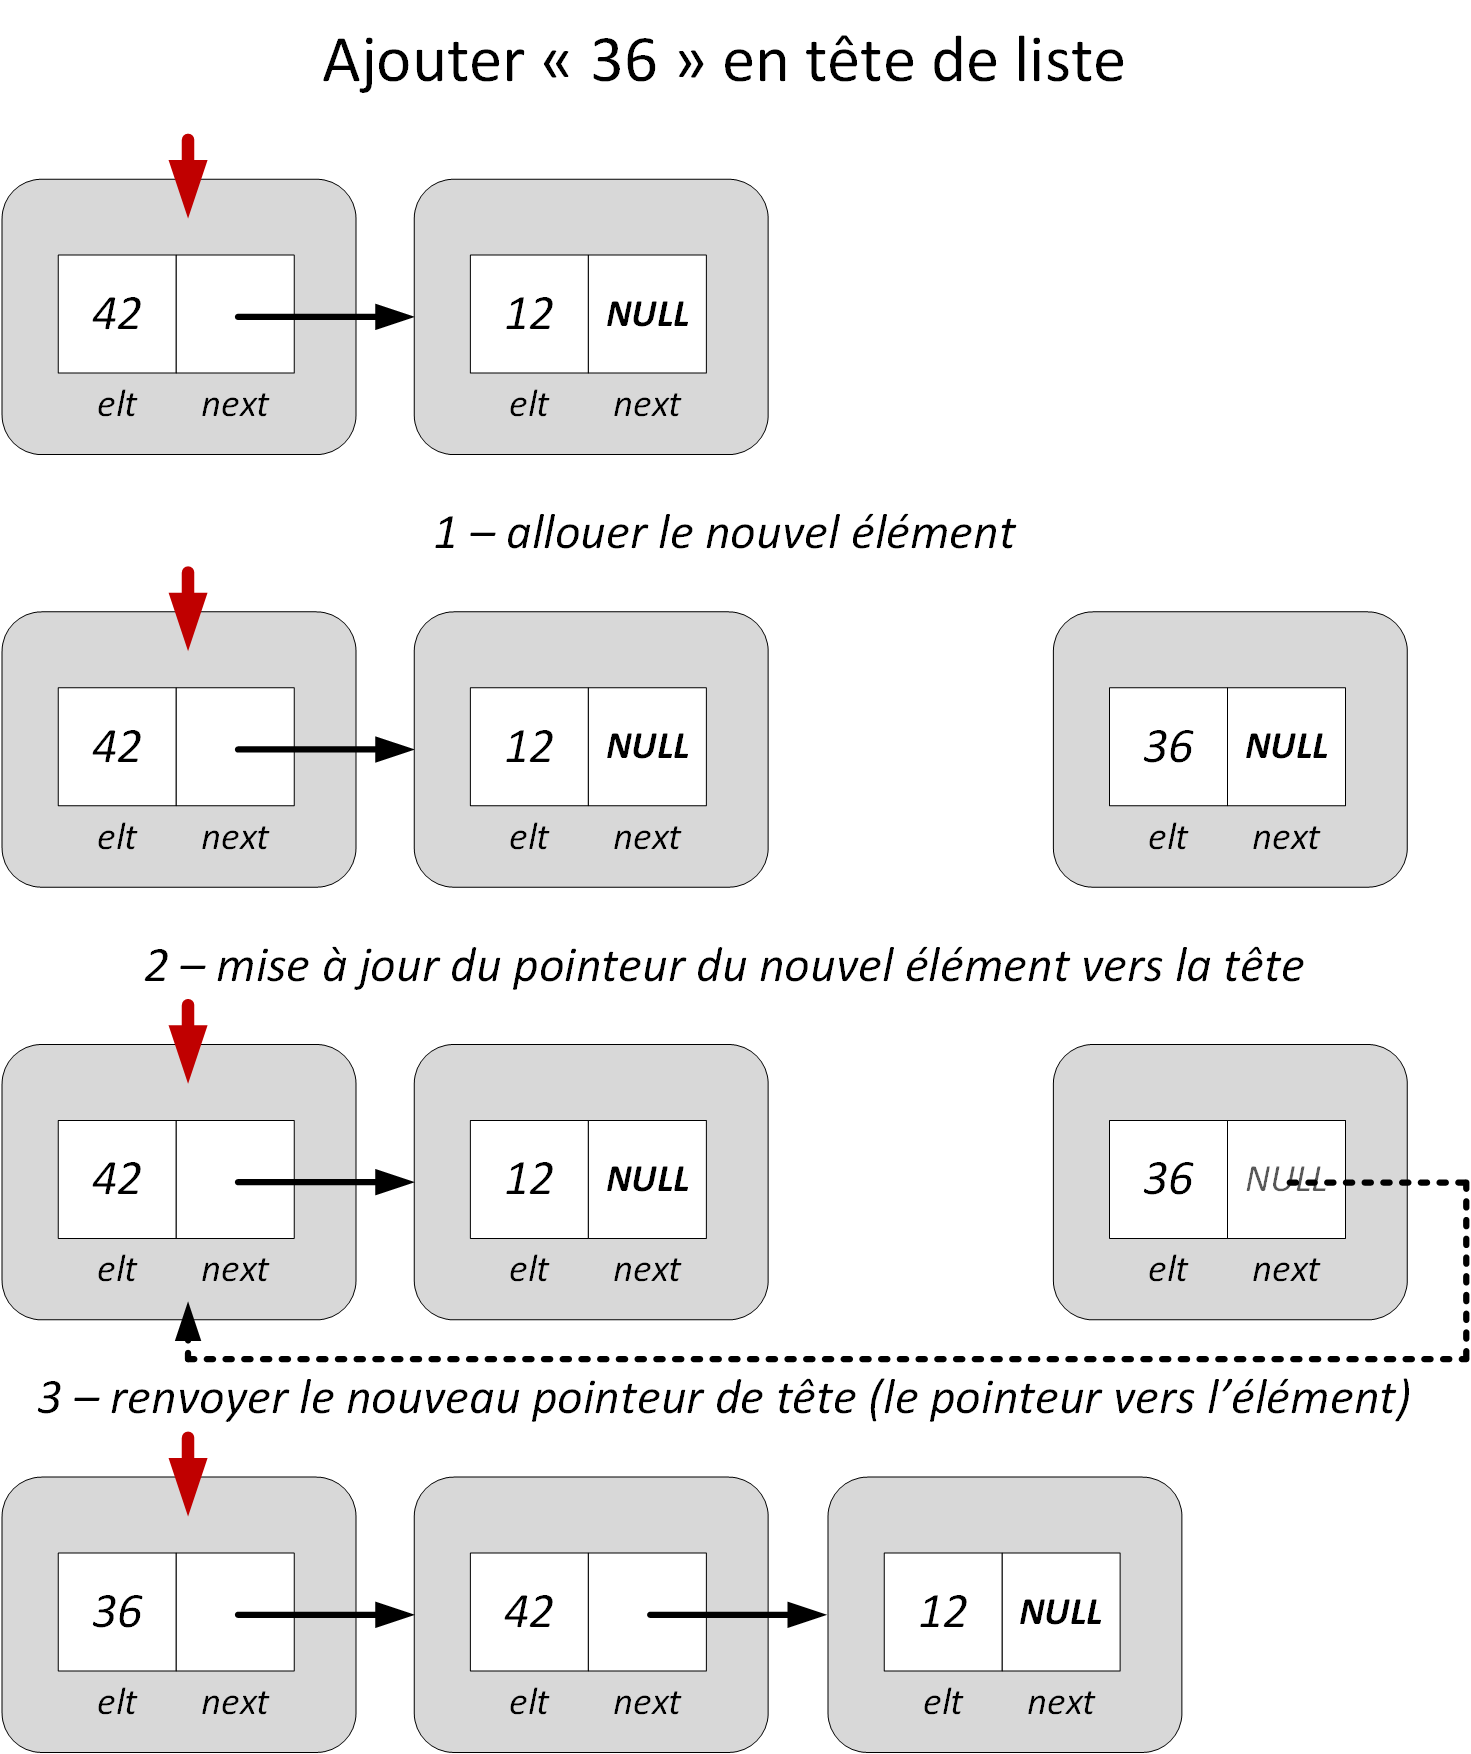 Ajouter « 36 » en tête de liste
42 12 NULL
elt next elt next
1 – allouer le nouvel élément
42 12 NULL 36 NULL
elt next elt next elt next
2 – mise à jour du pointeur du nouvel élément vers la tête
42 12 NULL 36 NULL
elt next elt next elt next
3 – renvoyer le nouveau pointeur de tête (le pointeur vers l’élément)
36 42 12 NULL
elt next elt next elt next